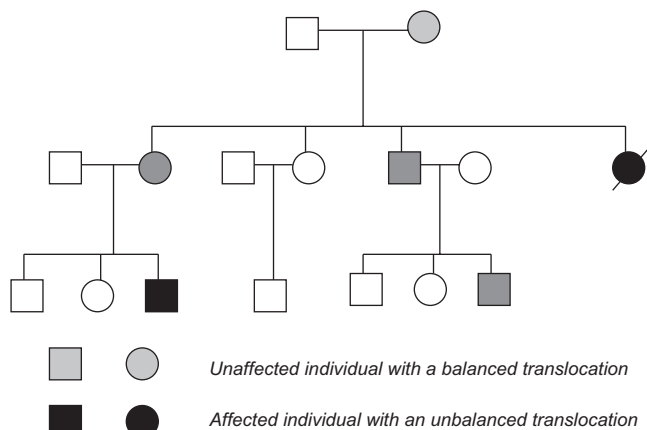 Unaffected individual with a balanced translocation
Affected individual with an unbalanced translocation